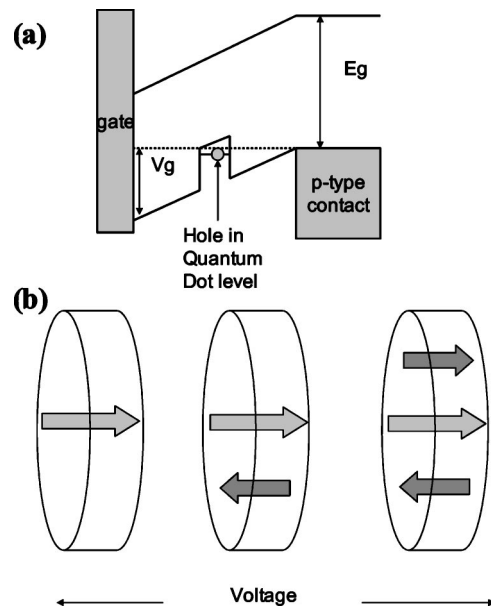 (a)
gate
Eg
Vg
p-type
contact
Hole in
Quantum
Dot level
(b)
Voltage